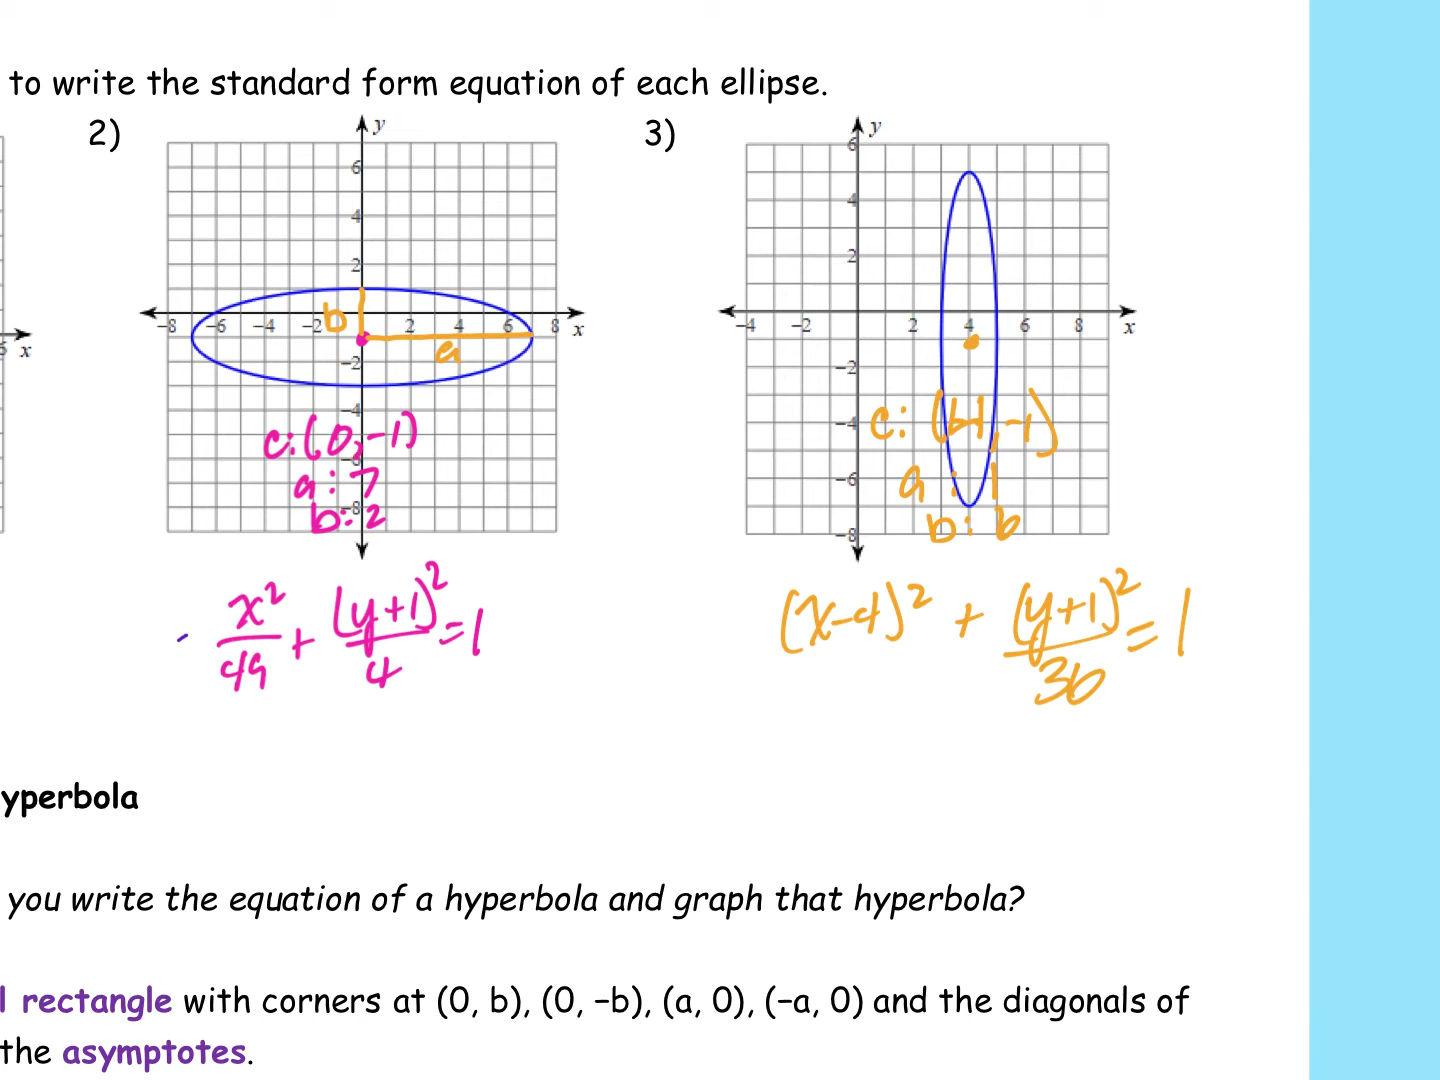 to write the standard form equation of each ellipse.
2)
3)
y
6
4
2
-8 -6 -4 -2 2 4 6 8 x
-2
-4
-8
b
a
c: (0, -1)
a: 7
b: 2
x²/49 + (y+1)²/4 = 1
y
6
4
2
-4 -2 2 4 6 8 x
-2
-4
-6
-8
a: 1
b: 6
(x-4)² + (y+1)²/36 = 1
x
yperbola
you write the equation of a hyperbola and graph that hyperbola?
l rectangle with corners at (0, b), (0, –b), (a, 0), (–a, 0) and the diagonals of
the asymptotes.